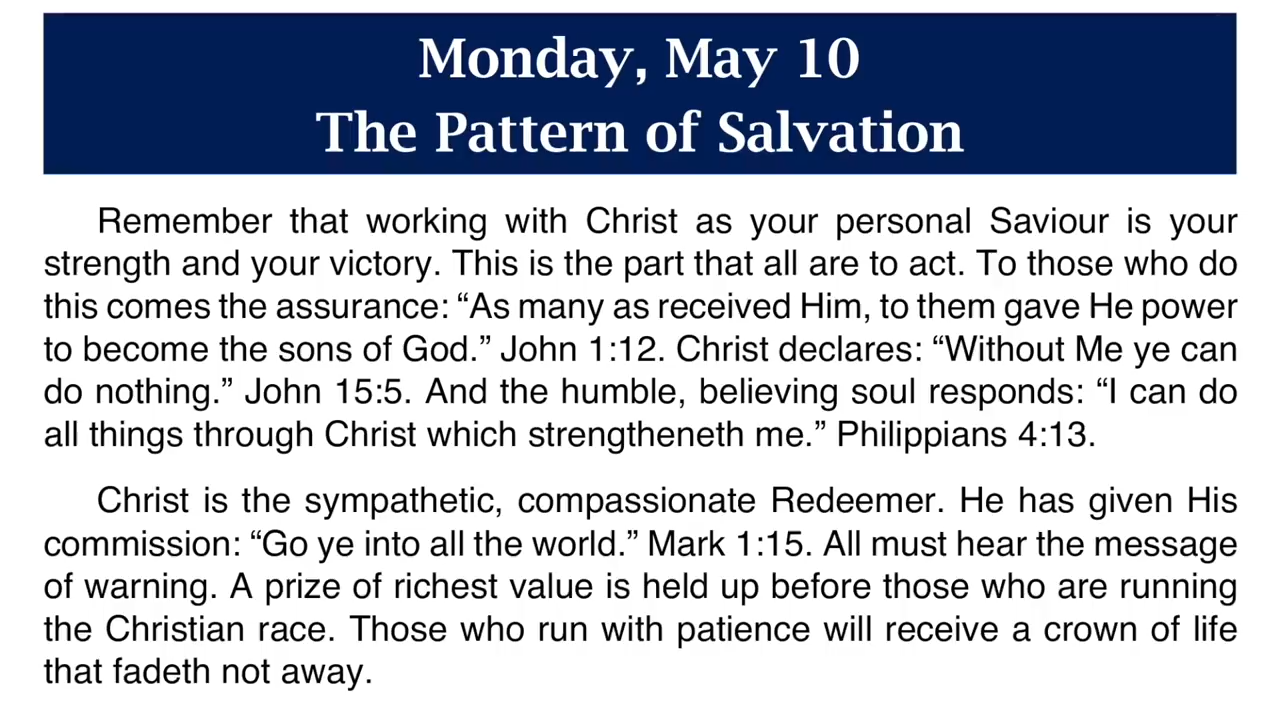 Monday, May 10
The Pattern of Salvation
Remember that working with Christ as your personal Saviour is your
strength and your victory. This is the part that all are to act. To those who do
this comes the assurance: “As many as received Him, to them gave He power
to become the sons of God.” John 1:12. Christ declares: “Without Me ye can
do nothing.” John 15:5. And the humble, believing soul responds: “I can do
all things through Christ which strengtheneth me.” Philippians 4:13.
Christ is the sympathetic, compassionate Redeemer. He has given His
commission: “Go ye into all the world.” Mark 1:15. All must hear the message
of warning. A prize of richest value is held up before those who are running
the Christian race. Those who run with patience will receive a crown of life
that fadeth not away.